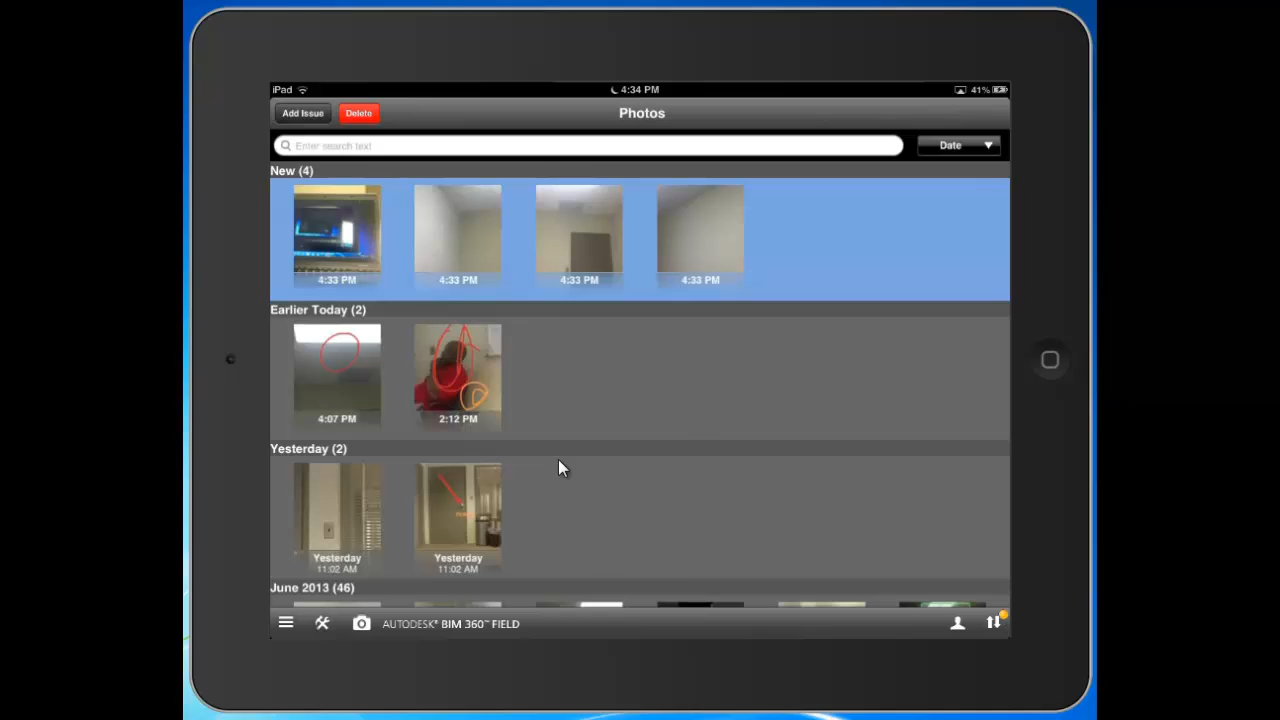 iPad 4:34 PM 41%
Add Issue Delete Photos
Enter search text Date
New (4)
4:33 PM 4:33 PM 4:33 PM 4:33 PM
Earlier Today (2)
4:07 PM 2:12 PM
Yesterday (2)
Yesterday Yesterday
11:02 AM 11:02 AM
June 2013 (46)
AUTODESK® BIM 360™ FIELD